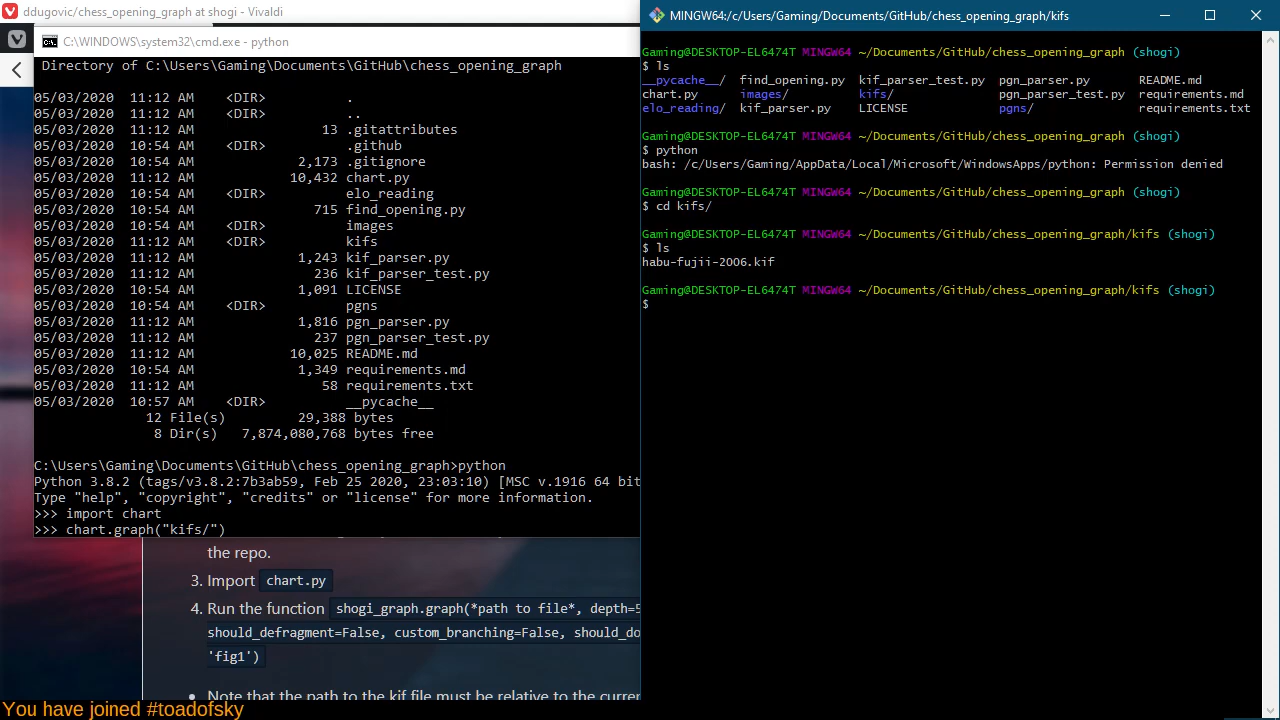 ddugovic/chess_opening_graph at shogi - Vivaldi
C:\WINDOWS\system32\cmd.exe - python
Directory of C:\Users\Gaming\Documents\GitHub\chess_opening_graph
05/03/2020  11:12 AM    <DIR>          .
05/03/2020  11:12 AM    <DIR>          ..
05/03/2020  11:12 AM                13 .gitattributes
05/03/2020  10:54 AM    <DIR>          .github
05/03/2020  10:54 AM             2,173 .gitignore
05/03/2020  11:12 AM            10,432 chart.py
05/03/2020  10:54 AM    <DIR>          elo_reading
05/03/2020  10:54 AM               715 find_opening.py
05/03/2020  10:54 AM    <DIR>          images
05/03/2020  11:12 AM    <DIR>          kifs
05/03/2020  11:12 AM             1,243 kif_parser.py
05/03/2020  11:12 AM               236 kif_parser_test.py
05/03/2020  10:54 AM             1,091 LICENSE
05/03/2020  10:54 AM    <DIR>          pgns
05/03/2020  11:12 AM             1,816 pgn_parser.py
05/03/2020  11:12 AM               237 pgn_parser_test.py
05/03/2020  11:12 AM            10,025 README.md
05/03/2020  10:54 AM             1,349 requirements.md
05/03/2020  11:12 AM                58 requirements.txt
05/03/2020  10:57 AM    <DIR>          __pycache__
12 File(s)         29,388 bytes
8 Dir(s)   7,874,080,768 bytes free
C:\Users\Gaming\Documents\GitHub\chess_opening_graph>python
Python 3.8.2 (tags/v3.8.2:7b3ab59, Feb 25 2020, 23:03:10) [MSC v.1916 64 bit
Type "help", "copyright", "credits" or "license" for more information.
>>> import chart
>>> chart.graph("kifs/")
the repo.
3. Import chart.py
4. Run the function shogi_graph.graph(*path to file*, depth=5
should_defragment=False, custom_branching=False, should_do
'fig1')
• Note that the path to the kif file must be relative to the curren
You have joined #toadofsky
MINGW64:/c/Users/Gaming/Documents/GitHub/chess_opening_graph/kifs
Gaming@DESKTOP-EL6474T MINGW64 ~/Documents/GitHub/chess_opening_graph (shogi)
$ ls
__pycache__/  find_opening.py  kif_parser_test.py  pgn_parser.py       README.md
chart.py      images/          kifs/               pgn_parser_test.py  requirements.md
elo_reading/  kif_parser.py    LICENSE             pgns/               requirements.txt
Gaming@DESKTOP-EL6474T MINGW64 ~/Documents/GitHub/chess_opening_graph (shogi)
$ python
bash: /c/Users/Gaming/AppData/Local/Microsoft/WindowsApps/python: Permission denied
Gaming@DESKTOP-EL6474T MINGW64 ~/Documents/GitHub/chess_opening_graph (shogi)
$ cd kifs/
Gaming@DESKTOP-EL6474T MINGW64 ~/Documents/GitHub/chess_opening_graph/kifs (shogi)
$ ls
habu-fujii-2006.kif
Gaming@DESKTOP-EL6474T MINGW64 ~/Documents/GitHub/chess_opening_graph/kifs (shogi)
$